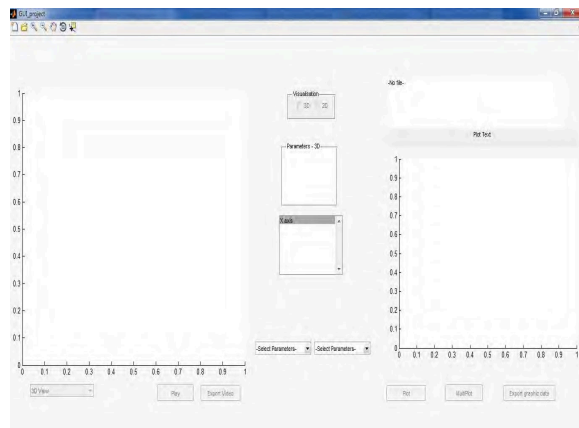 GUI_project
-No file-
Visualisation
3D 2D
Plot Text
Parameters - 3D
X axis
1
0.9
0.8
0.7
0.6
0.5
0.4
0.3
0.2
0.1
0
0 0.1 0.2 0.3 0.4 0.5 0.6 0.7 0.8 0.9 1
1
0.9
0.8
0.7
0.6
0.5
0.4
0.3
0.2
0.1
0
0 0.1 0.2 0.3 0.4 0.5 0.6 0.7 0.8 0.9 1
-Select Parameters- -Select Parameters-
3D View
Play
Export Video
Plot
MultiPlot
Export graphic data